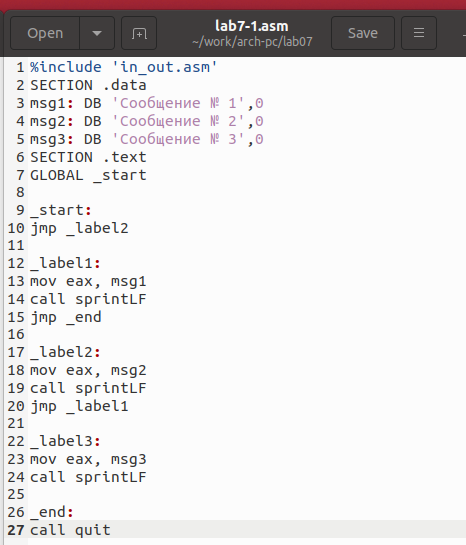 Open
lab7-1.asm
~/work/arch-pc/lab07
Save
1 %include 'in_out.asm'
2 SECTION .data
3 msg1: DB 'Сообщение № 1',0
4 msg2: DB 'Сообщение № 2',0
5 msg3: DB 'Сообщение № 3',0
6 SECTION .text
7 GLOBAL _start
8
9 _start:
10 jmp _label2
11
12 _label1:
13 mov eax, msg1
14 call sprintLF
15 jmp _end
16
17 _label2:
18 mov eax, msg2
19 call sprintLF
20 jmp _label1
21
22 _label3:
23 mov eax, msg3
24 call sprintLF
25
26 _end:
27 call quit